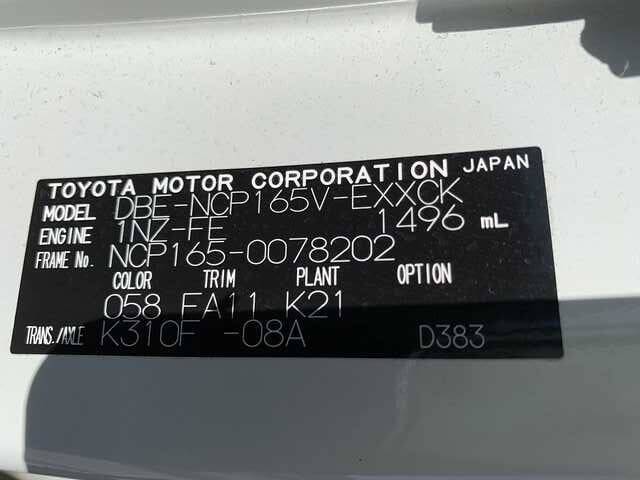 TOYOTA MOTOR CORPORATION JAPAN
MODEL DBE-NCP165V-EXXCK
ENGINE 1NZ-FE 1496 mL
FRAME No. NCP165-0078202
COLOR TRIM PLANT OPTION
058 FA11 K21
TRANS./AXLE K310F -08A D383